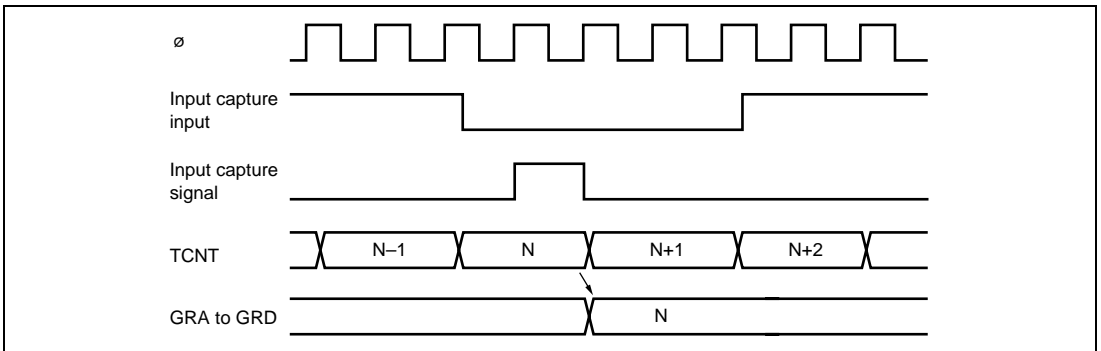 ø
Input capture
input
Input capture
signal
TCNT N–1 N N+1 N+2
GRA to GRD N